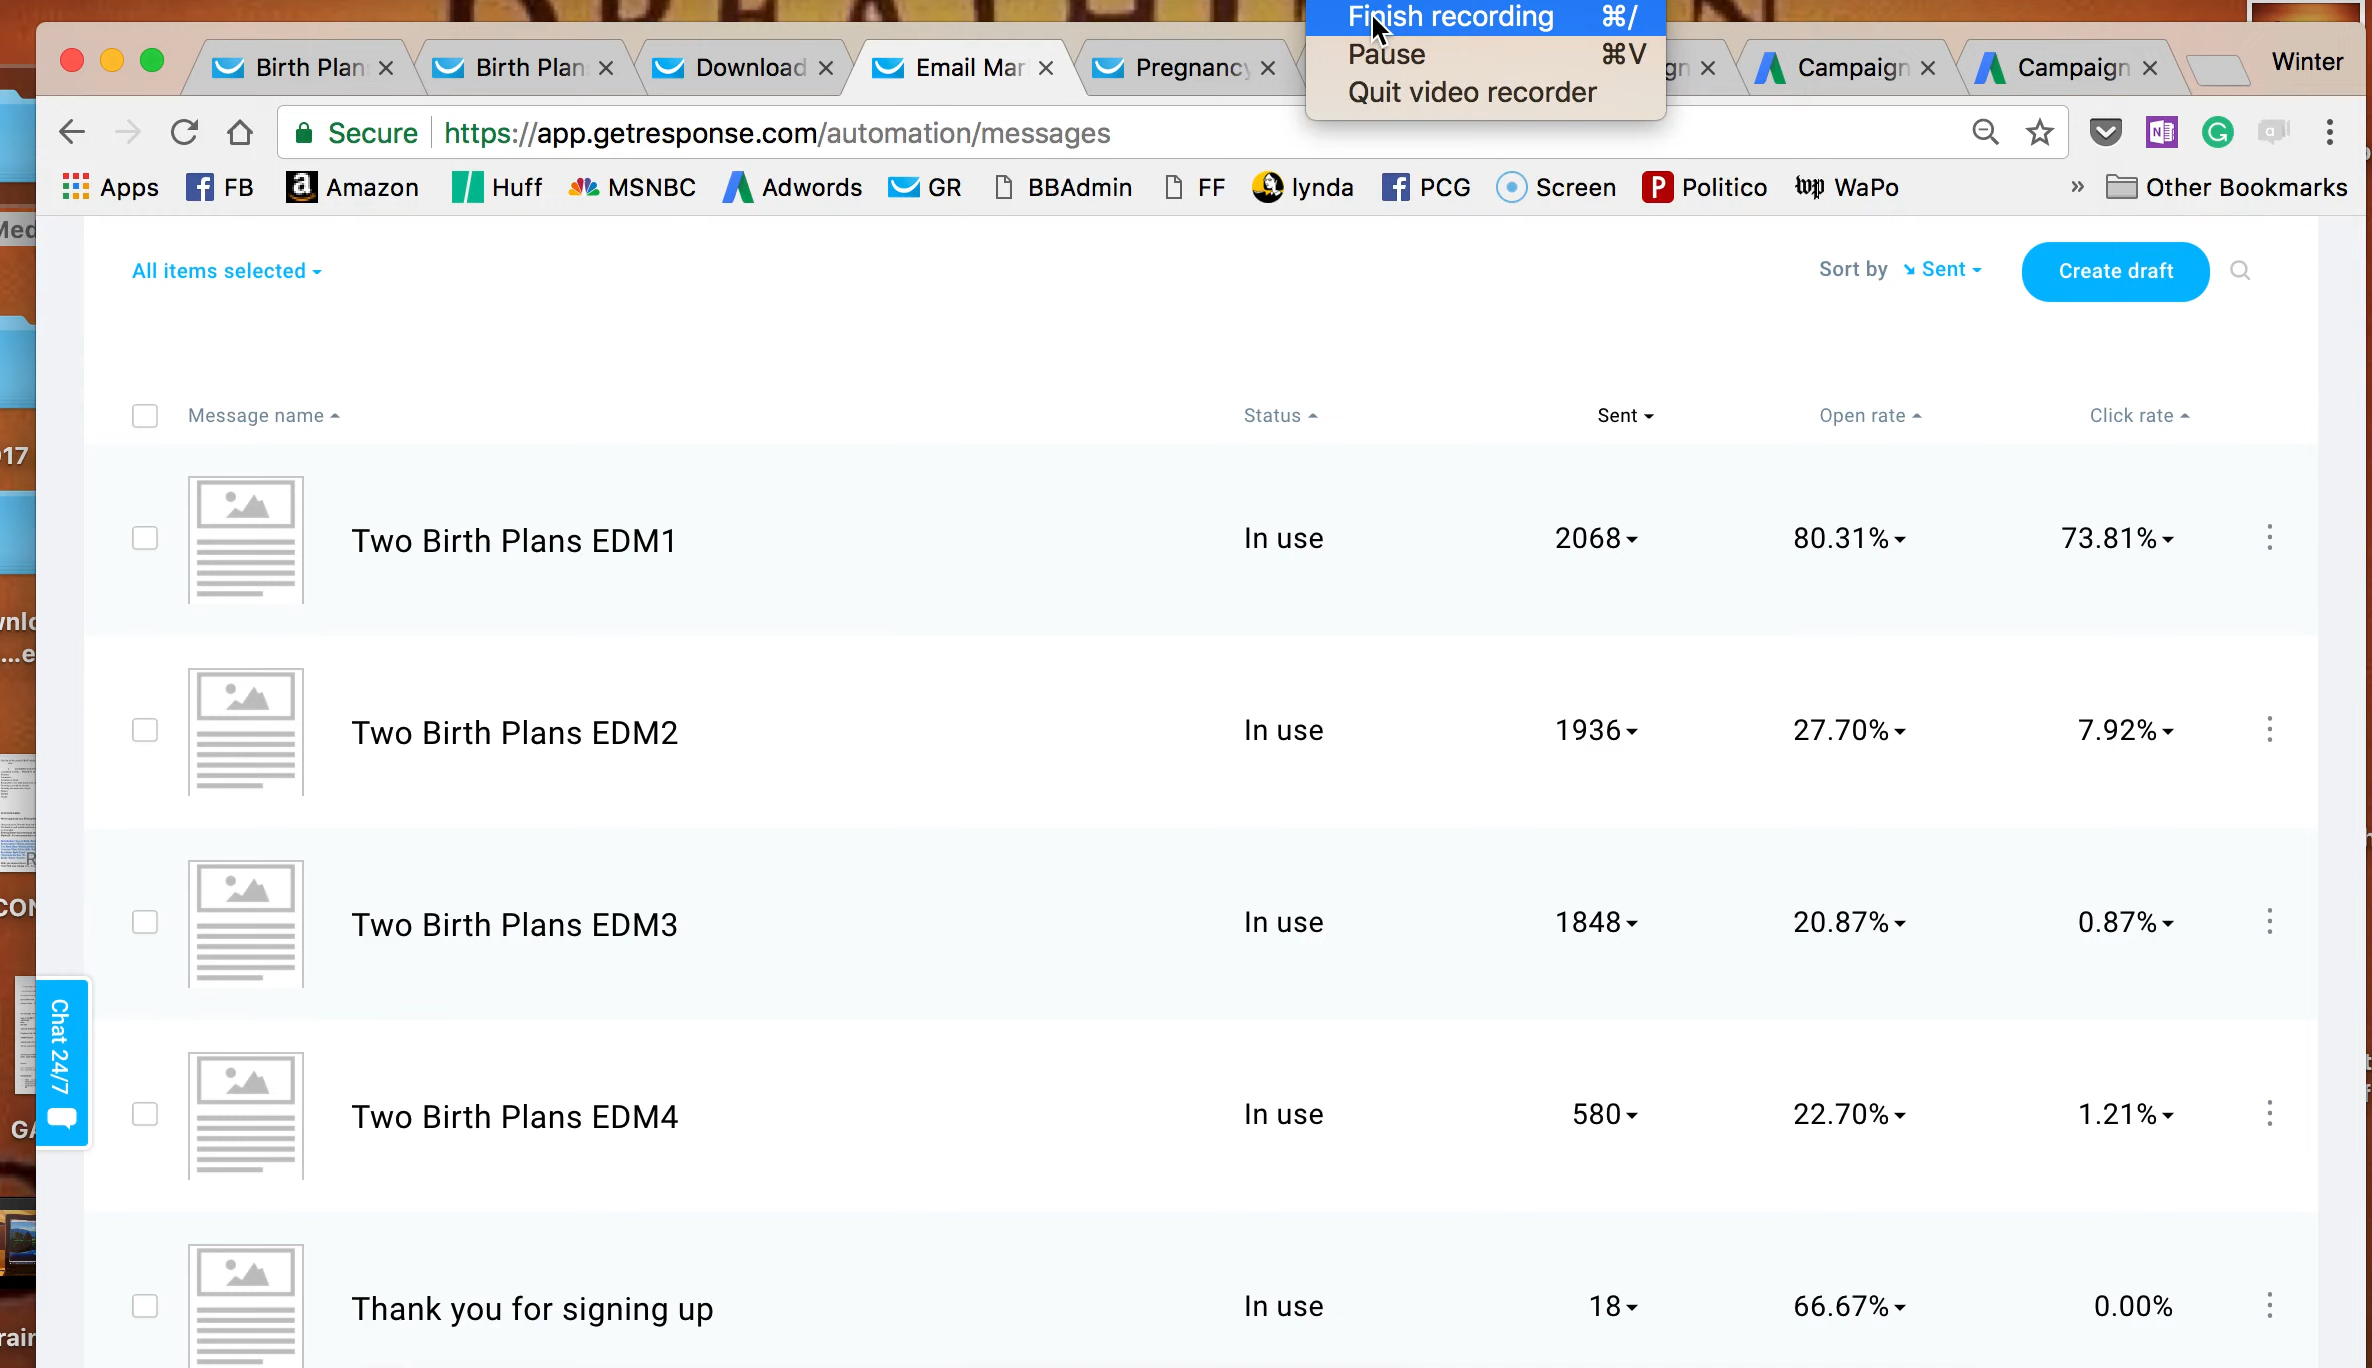 Finish recording ⌘/
Pause ⌘V
Quit video recorder
Birth Plan
Birth Plan
Download
Email Mar
Pregnancy
gn
Campaign
Campaign
Winter
Secure https://app.getresponse.com/automation/messages
Apps FB Amazon Huff MSNBC Adwords GR BBAdmin FF lynda PCG Screen Politico WaPo » Other Bookmarks
All items selected
Sort by Sent
Create draft
Message name Status Sent Open rate Click rate
Two Birth Plans EDM1 In use 2068 80.31% 73.81%
Two Birth Plans EDM2 In use 1936 27.70% 7.92%
Two Birth Plans EDM3 In use 1848 20.87% 0.87%
Two Birth Plans EDM4 In use 580 22.70% 1.21%
Thank you for signing up In use 18 66.67% 0.00%
Chat 24/7
Med
017
...e
CON
GA